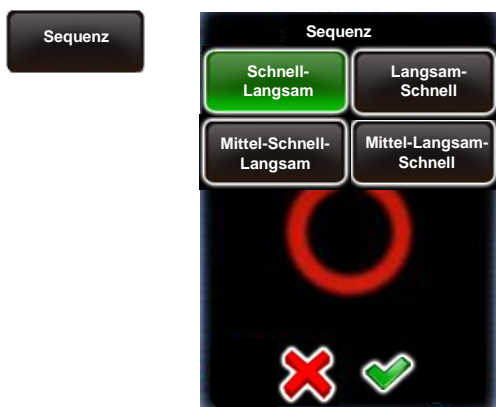 Sequenz
Sequenz
Schnell-
Langsam
Langsam-
Schnell
Mittel-Schnell-
Langsam
Mittel-Langsam-
Schnell